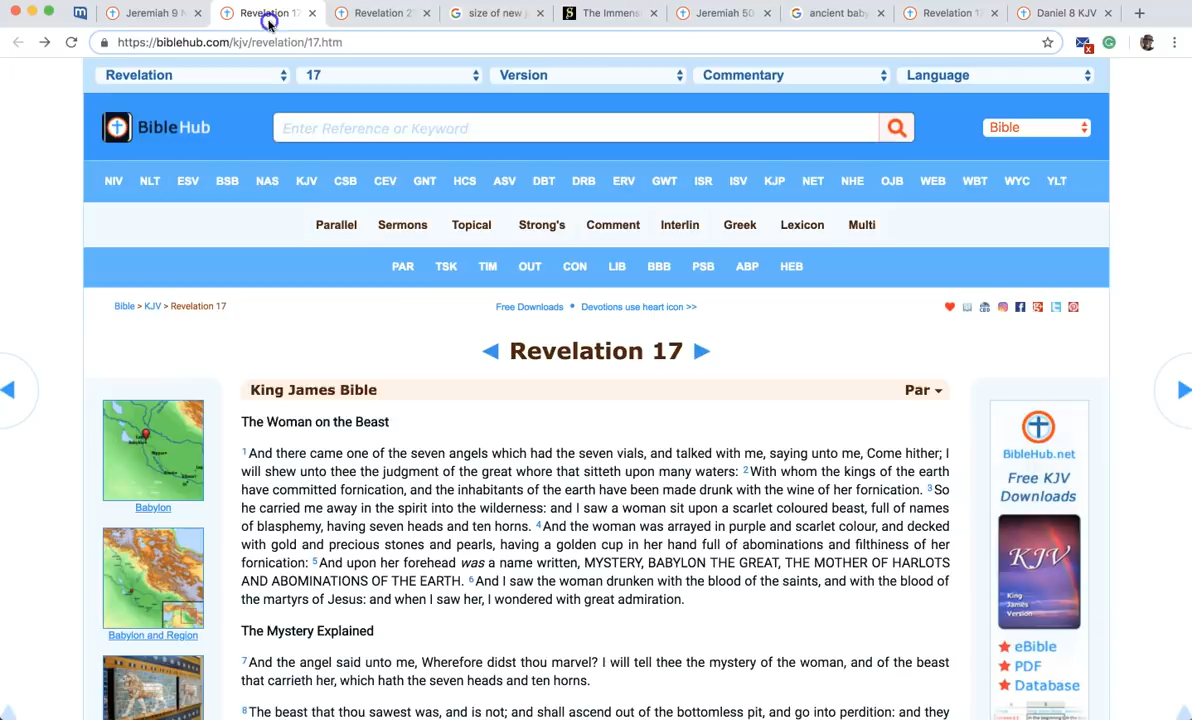 Jeremiah 9 N
Revelation 17
Revelation 2
size of new j
The Immens
Jeremiah 50
ancient baby
Revelation 1
Daniel 8 KJV
https://biblehub.com/kjv/revelation/17.htm
Revelation 17 Version Commentary Language
BibleHub Enter Reference or Keyword Bible
NIV NLT ESV BSB NAS KJV CSB CEV GNT HCS ASV DBT DRB ERV GWT ISR ISV KJP NET NHE OJB WEB WBT WYC YLT
Parallel Sermons Topical Strong's Comment Interlin Greek Lexicon Multi
PAR TSK TIM OUT CON LIB BBB PSB ABP HEB
Bible > KJV > Revelation 17 Free Downloads • Devotions use heart icon >>
◄ Revelation 17 ►
King James Bible Par
The Woman on the Beast
1And there came one of the seven angels which had the seven vials, and talked with me, saying unto me, Come hither; I
will shew unto thee the judgment of the great whore that sitteth upon many waters: 2With whom the kings of the earth
have committed fornication, and the inhabitants of the earth have been made drunk with the wine of her fornication. 3So
he carried me away in the spirit into the wilderness: and I saw a woman sit upon a scarlet coloured beast, full of names
of blasphemy, having seven heads and ten horns. 4And the woman was arrayed in purple and scarlet colour, and decked
with gold and precious stones and pearls, having a golden cup in her hand full of abominations and filthiness of her
fornication: 5And upon her forehead was a name written, MYSTERY, BABYLON THE GREAT, THE MOTHER OF HARLOTS
AND ABOMINATIONS OF THE EARTH. 6And I saw the woman drunken with the blood of the saints, and with the blood of
the martyrs of Jesus: and when I saw her, I wondered with great admiration.
The Mystery Explained
7And the angel said unto me, Wherefore didst thou marvel? I will tell thee the mystery of the woman, and of the beast
that carrieth her, which hath the seven heads and ten horns.
8The beast that thou sawest was, and is not; and shall ascend out of the bottomless pit, and go into perdition: and they
Babylon
Babylon and Region
BibleHub.net
Free KJV
Downloads
KJV
King
James
Version
eBible
PDF
Database